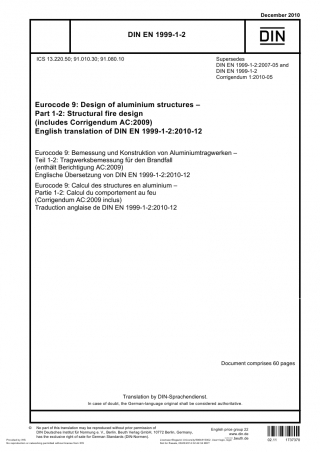 December 2010
DIN EN 1999-1-2
DIN
ICS 13.220.50; 91.010.30; 91.080.10
Supersedes
DIN EN 1999-1-2:2007-05 and
DIN EN 1999-1-2
Corrigendum 1:2010-05
Eurocode 9: Design of aluminium structures –
Part 1-2: Structural fire design
(includes Corrigendum AC:2009)
English translation of DIN EN 1999-1-2:2010-12
Eurocode 9: Bemessung und Konstruktion von Aluminiumtragwerken –
Teil 1-2: Tragwerksbemessung für den Brandfall
(enthält Berichtigung AC:2009)
Englische Übersetzung von DIN EN 1999-1-2:2010-12
Eurocode 9: Calcul des structures en aluminium –
Partie 1-2: Calcul du comportement au feu
(Corrigendum AC:2009 inclus)
Traduction anglaise de DIN EN 1999-1-2:2010-12
Document comprises 60 pages
Translation by DIN-Sprachendienst.
In case of doubt, the German-language original shall be considered authoritative.
© No part of this translation may be reproduced without prior permission of
DIN Deutsches Institut für Normung e. V., Berlin. Beuth Verlag GmbH, 10772 Berlin, Germany,
has the exclusive right of sale for German Standards (DIN-Normen).
English price group 22
www.din.de
www.beuth.de
02.11